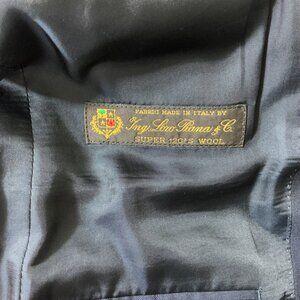 FABRIC MADE IN ITALY BY
Ing. Loro Piana & C.
SUPER 120'S WOOL